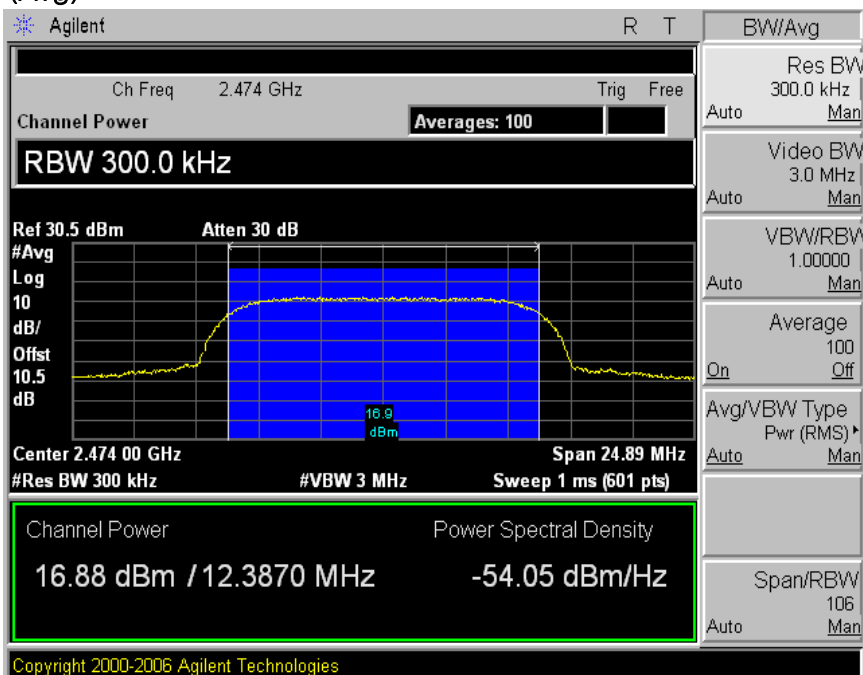 Agilent R T
Ch Freq 2.474 GHz Trig Free
Channel Power Averages: 100
RBW 300.0 kHz
Ref 30.5 dBm Atten 30 dB
#Avg
Log
10
dB/
Offst
10.5
dB
16.9
dBm
Center 2.474 00 GHz Span 24.89 MHz
#Res BW 300 kHz #VBW 3 MHz Sweep 1 ms (601 pts)
Channel Power Power Spectral Density
16.88 dBm / 12.3870 MHz -54.05 dBm/Hz
Copyright 2000-2006 Agilent Technologies
BW/Avg
Res BW
300.0 kHz
Auto Man
Video BW
3.0 MHz
Auto Man
VBW/RBW
1.00000
Auto Man
Average
100
On Off
Avg/VBW Type
Pwr (RMS)
Auto Man
Span/RBW
106
Auto Man